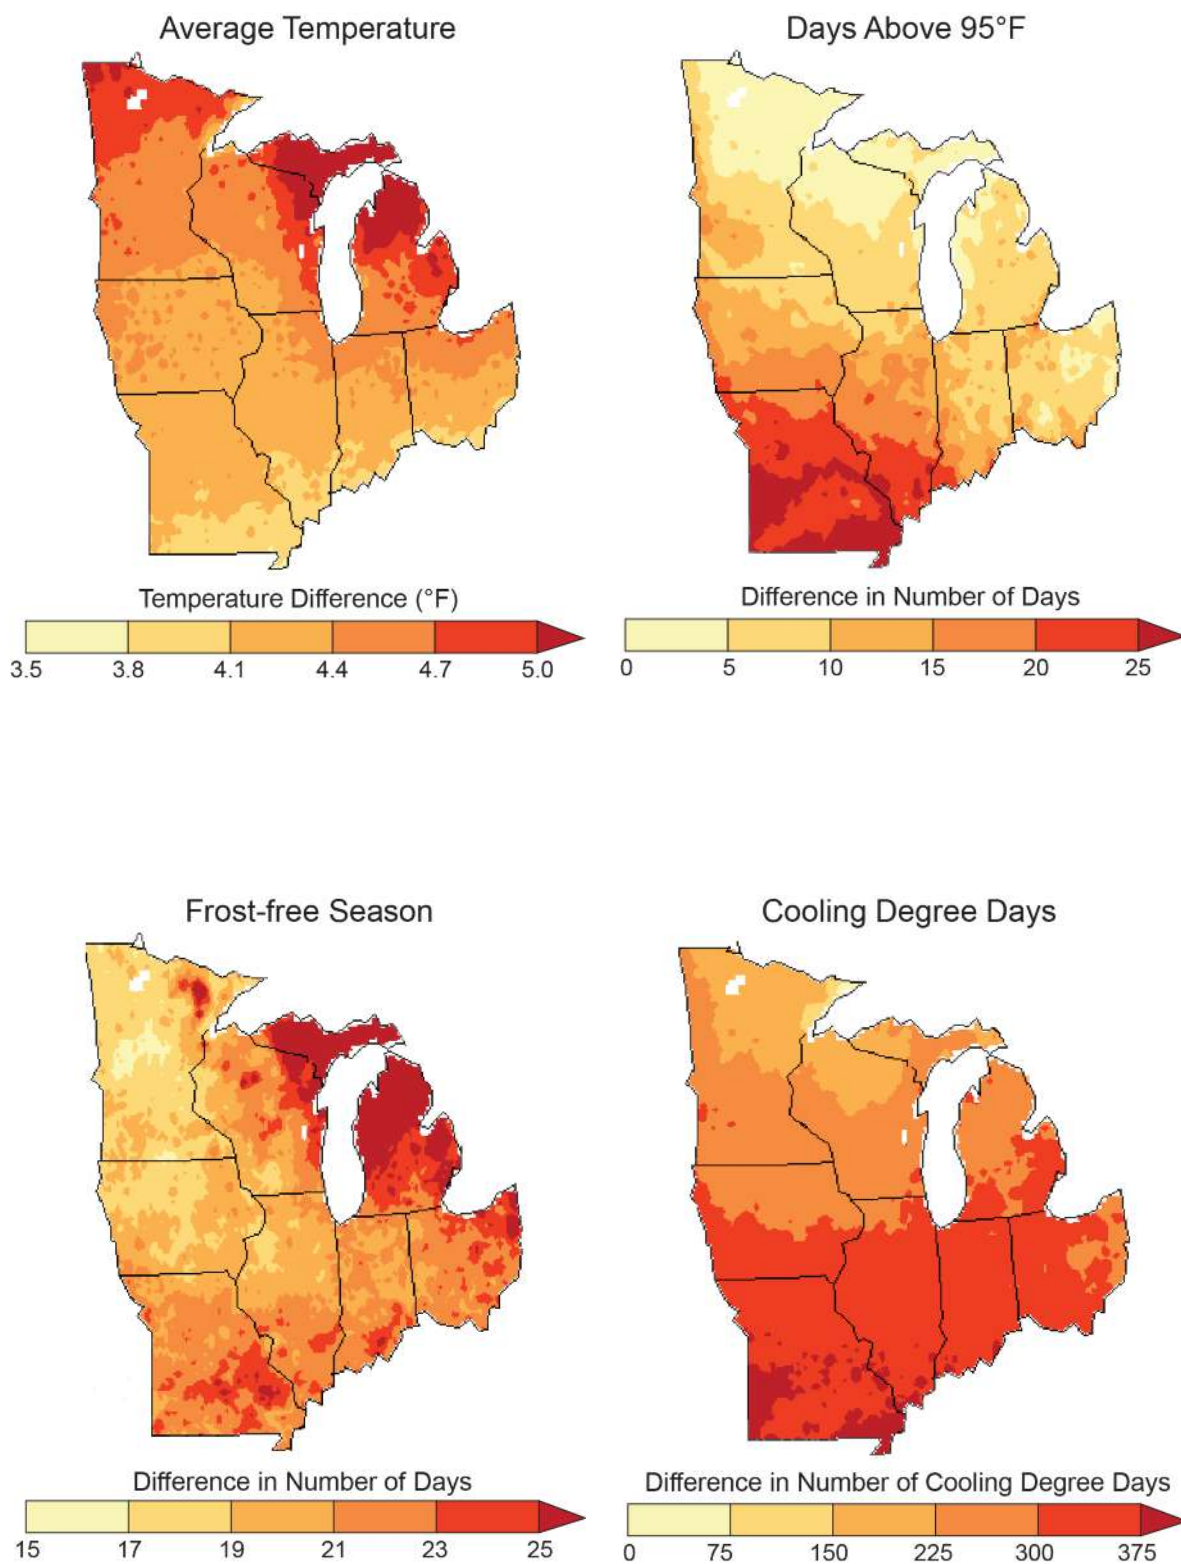 Average Temperature
Days Above 95°F
Temperature Difference (°F)
3.5 3.8 4.1 4.4 4.7 5.0
Difference in Number of Days
0 5 10 15 20 25
Frost-free Season
Cooling Degree Days
Difference in Number of Days
15 17 19 21 23 25
Difference in Number of Cooling Degree Days
0 75 150 225 300 375